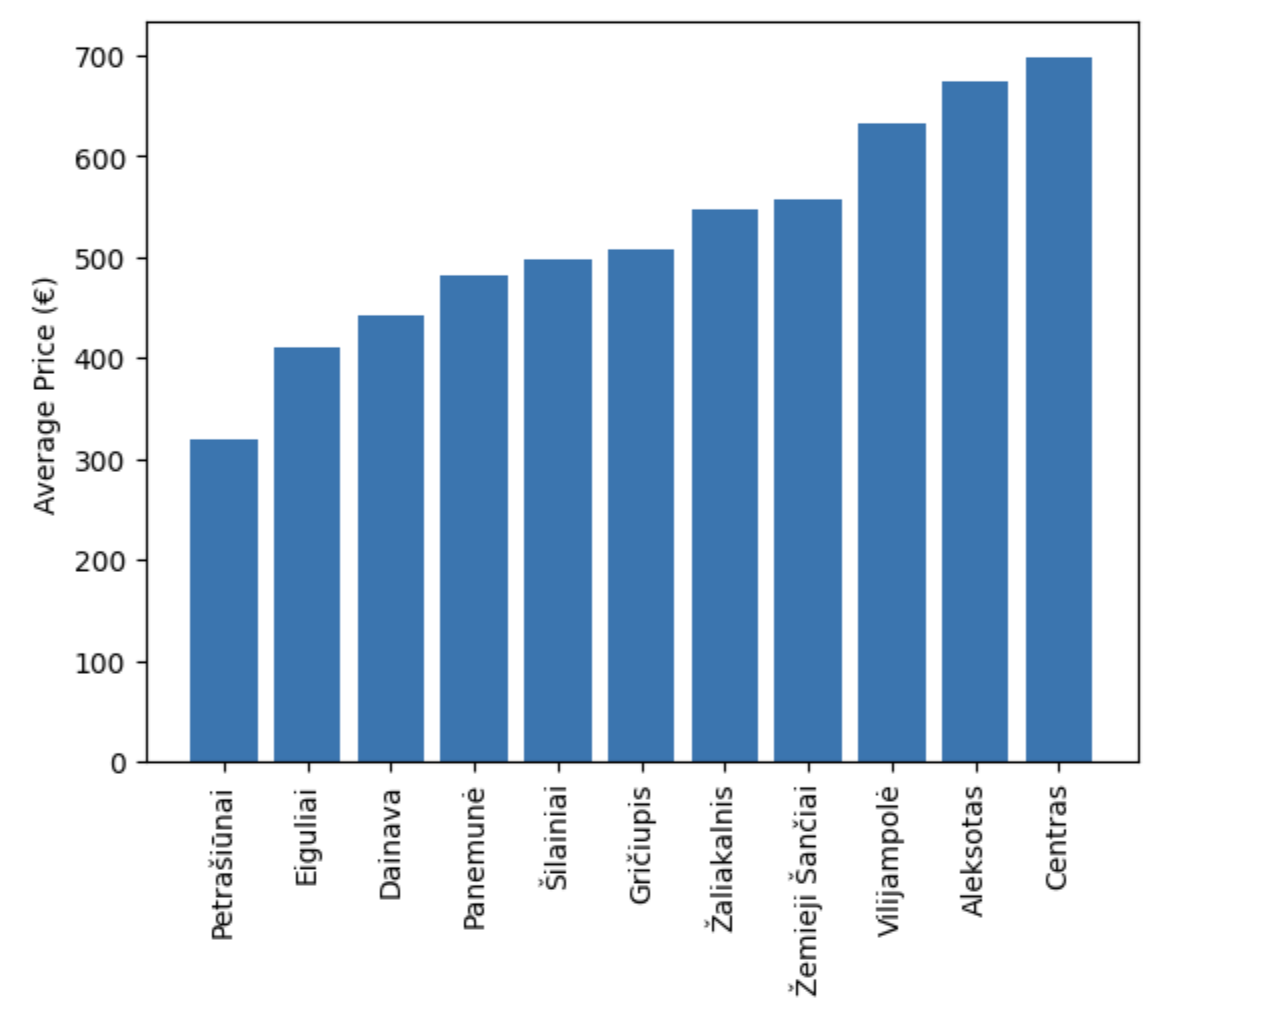 700
600
500
400
300
200
100
0
Average Price (€)
Petrašiūnai
Eiguliai
Dainava
Panemunė
Šilainiai
Gričiupis
Žaliakalnis
Žemieji Šančiai
Vilijampolė
Aleksotas
Centras